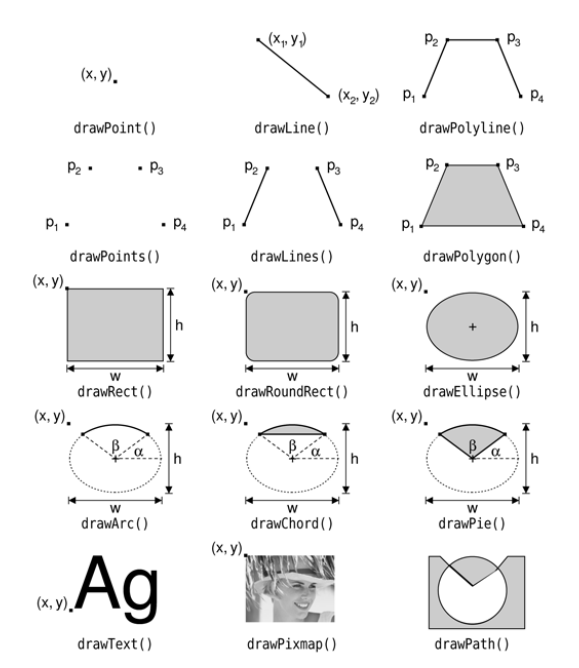 (x, y)
(x1, y1)
(x2, y2)
p2 p3
p1 p4
drawPoint() drawLine() drawPolyline()
p2 p3 p2 p3 p2 p3
p1 p4 p1 p4 p1 p4
drawPoints() drawLines() drawPolygon()
(x, y) (x, y) (x, y)
h h h
w w w
drawRect() drawRoundRect() drawEllipse()
(x, y) (x, y) (x, y)
β α h β α h β α h
w w w
drawArc() drawChord() drawPie()
(x, y)
Ag
(x, y)
drawText() drawPixmap() drawPath()